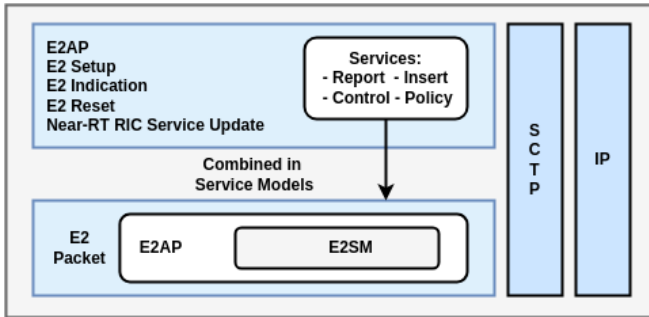 E2AP
E2 Setup
E2 Indication
E2 Reset
Near-RT RIC Service Update
Services:
- Report - Insert
- Control - Policy
Combined in
Service Models
E2
Packet
E2AP
E2SM
S
C
T
P
IP